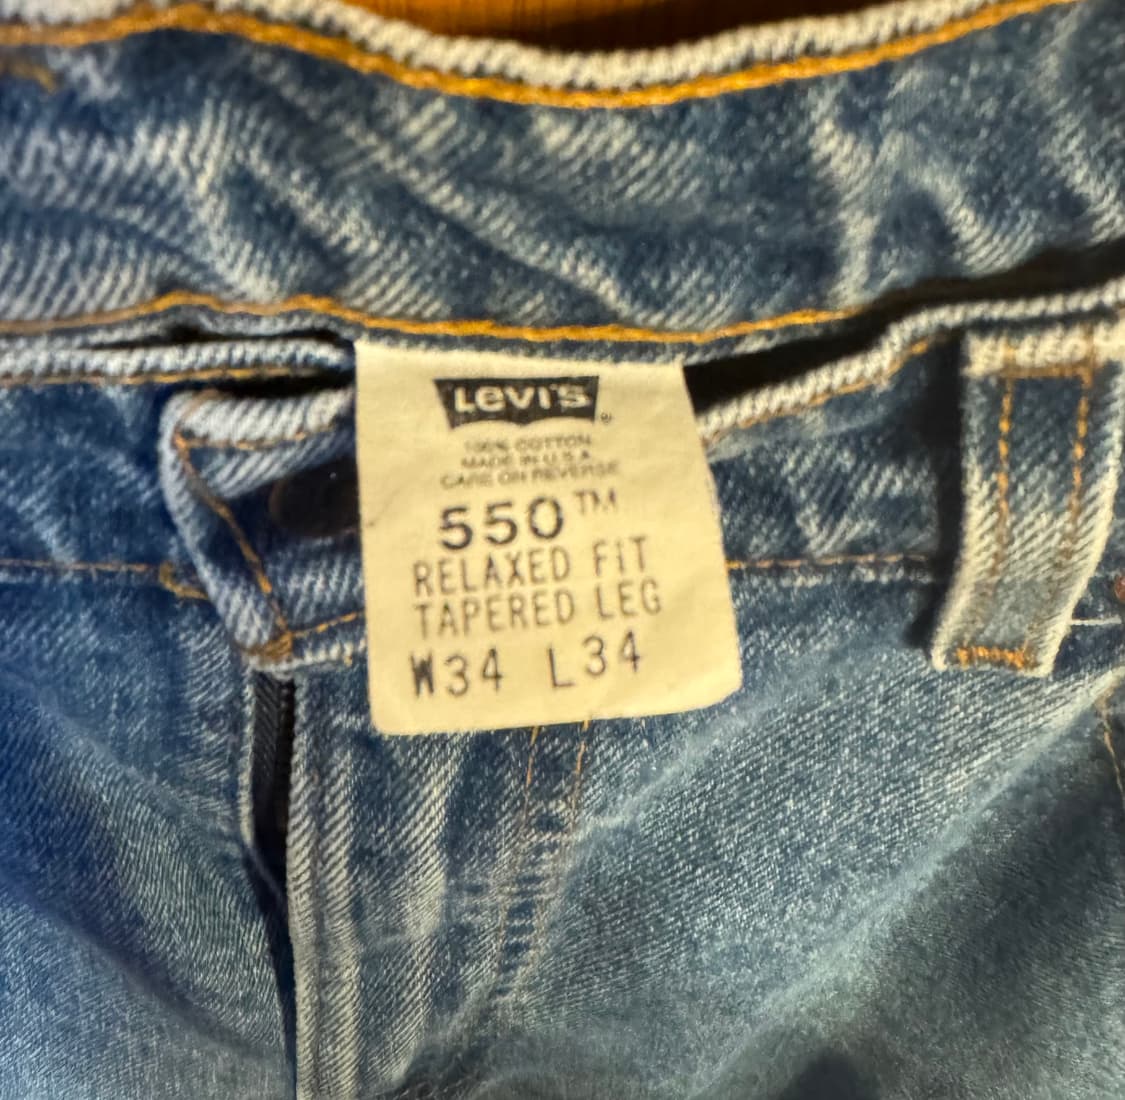 LEVI'S®
100% COTTON
MADE IN U.S.A
CARE ON REVERSE
550™
RELAXED FIT
TAPERED LEG
W34 L34